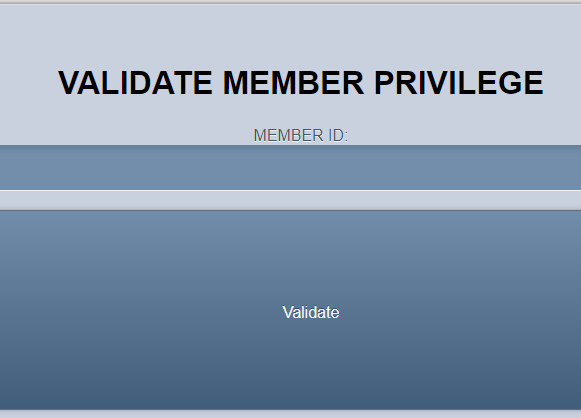 VALIDATE MEMBER PRIVILEGE
MEMBER ID:
Validate